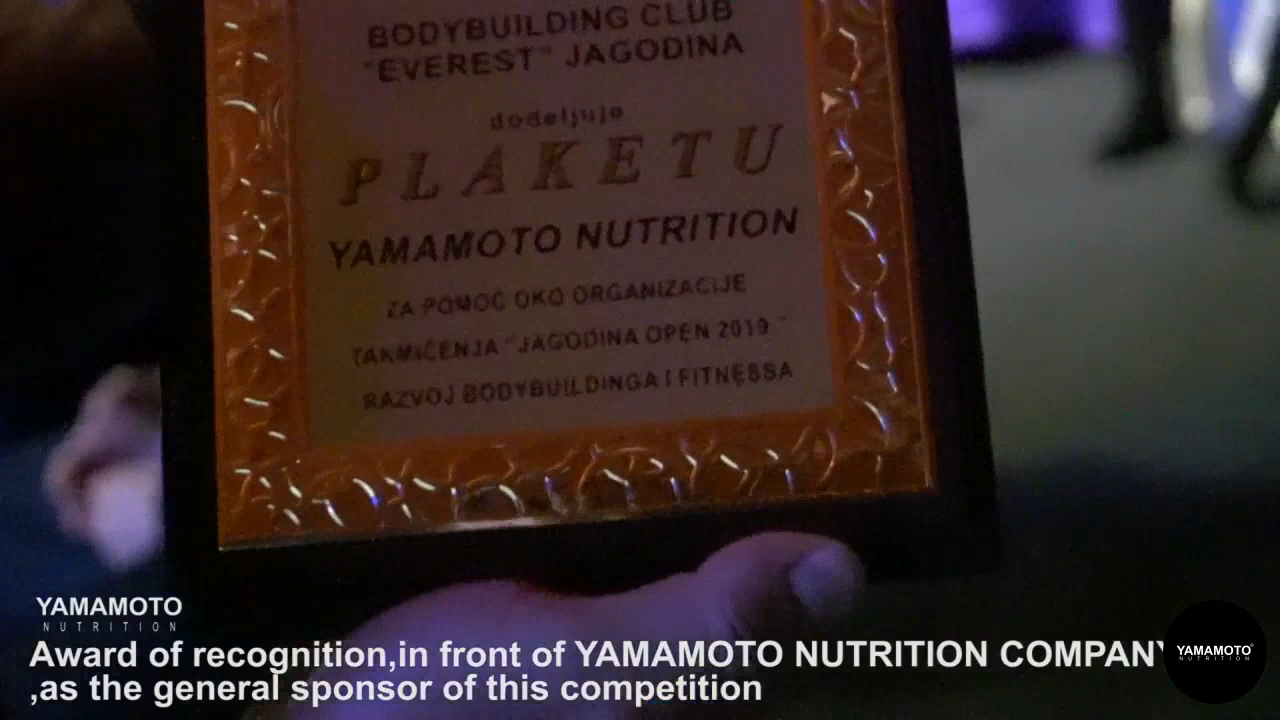 BODYBUILDING CLUB
"EVEREST" JAGODINA
dodeljuje
PLAKETU
YAMAMOTO NUTRITION
ZA POMOĆ OKO ORGANIZACIJE
TAKMIČENJA "JAGODINA OPEN 2019 "
RAZVOJ BODYBUILDINGA I FITNESSA
YAMAMOTO
NUTRITION
Award of recognition,in front of YAMAMOTO NUTRITION COMPANY
,as the general sponsor of this competition
YAMAMOTO®
NUTRITION